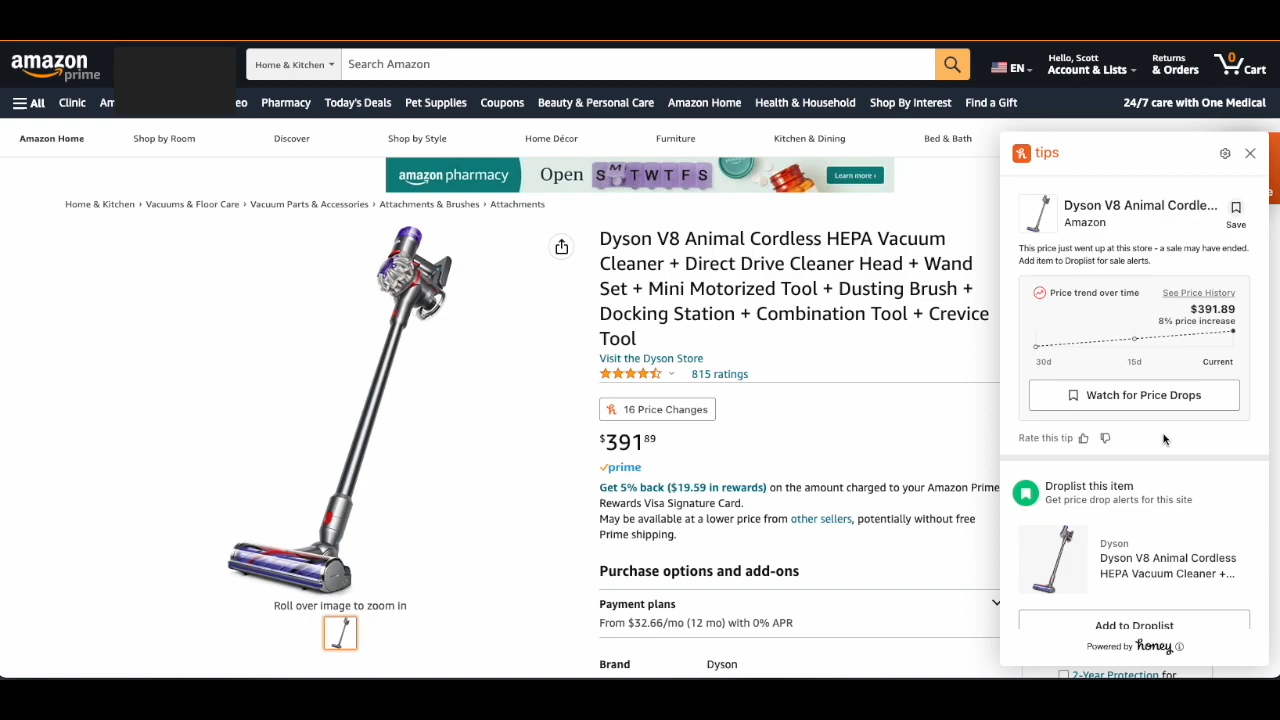 amazon
prime
Home & Kitchen
Search Amazon
EN
Hello, Scott
Account & Lists
Returns
& Orders
0
Cart
All
Clinic
Pharmacy
Today's Deals
Pet Supplies
Coupons
Beauty & Personal Care
Amazon Home
Health & Household
Shop By Interest
Find a Gift
24/7 care with One Medical
Amazon Home
Shop by Room
Discover
Shop by Style
Home Décor
Furniture
Kitchen & Dining
Bed & Bath
amazon pharmacy
Open
S M T W T F S
Learn more ›
Home & Kitchen › Vacuums & Floor Care › Vacuum Parts & Accessories › Attachments & Brushes › Attachments
Roll over image to zoom in
Dyson V8 Animal Cordless HEPA Vacuum
Cleaner + Direct Drive Cleaner Head + Wand
Set + Mini Motorized Tool + Dusting Brush +
Docking Station + Combination Tool + Crevice
Tool
Visit the Dyson Store
815 ratings
16 Price Changes
$391 89
prime
Get 5% back ($19.59 in rewards) on the amount charged to your Amazon Prime
Rewards Visa Signature Card.
May be available at a lower price from other sellers, potentially without free
Prime shipping.
Purchase options and add-ons
Payment plans
From $32.66/mo (12 mo) with 0% APR
Brand Dyson
tips
Dyson V8 Animal Cordle...
Amazon
Save
This price just went up at this store - a sale may have ended.
Add item to Droplist for sale alerts.
Price trend over time
See Price History
$391.89
8% price increase
30d
15d
Current
Watch for Price Drops
Rate this tip
Droplist this item
Get price drop alerts for this site
Dyson
Dyson V8 Animal Cordless
HEPA Vacuum Cleaner +...
Add to Droplist
Powered by honey
2-Year Protection for